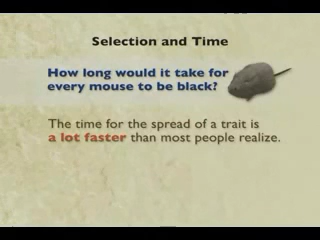 Selection and Time
How long would it take for
every mouse to be black?
The time for the spread of a trait is
a lot faster than most people realize.